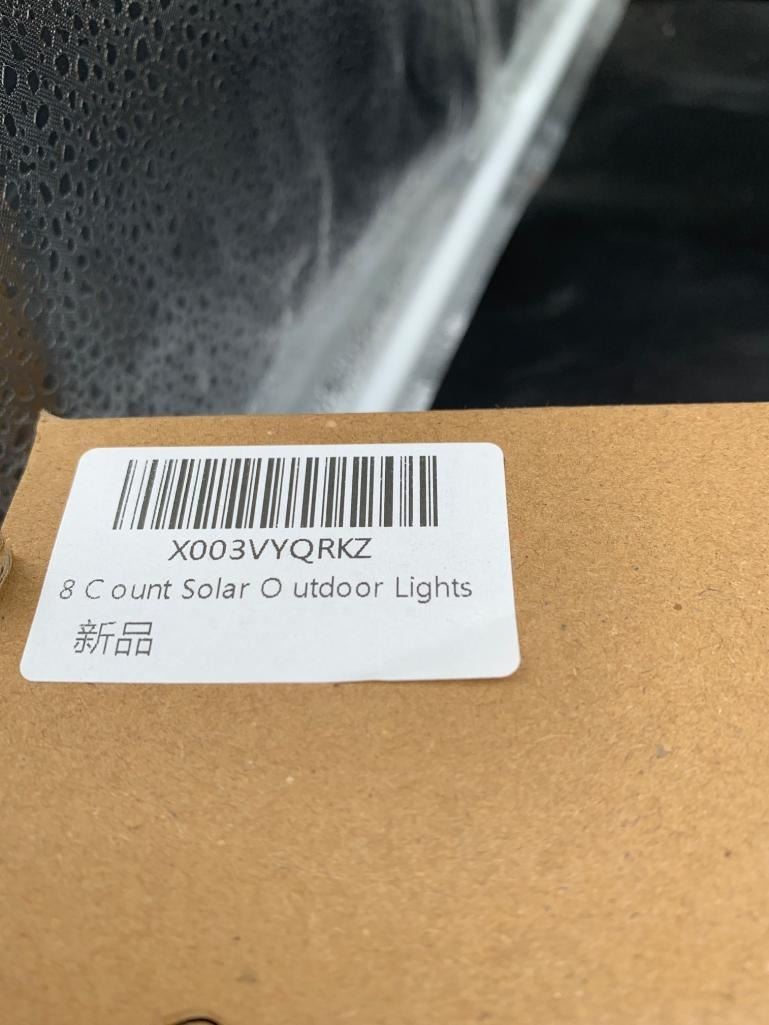 X003VYQRKZ
8 C ount Solar O utdoor Lights
新品